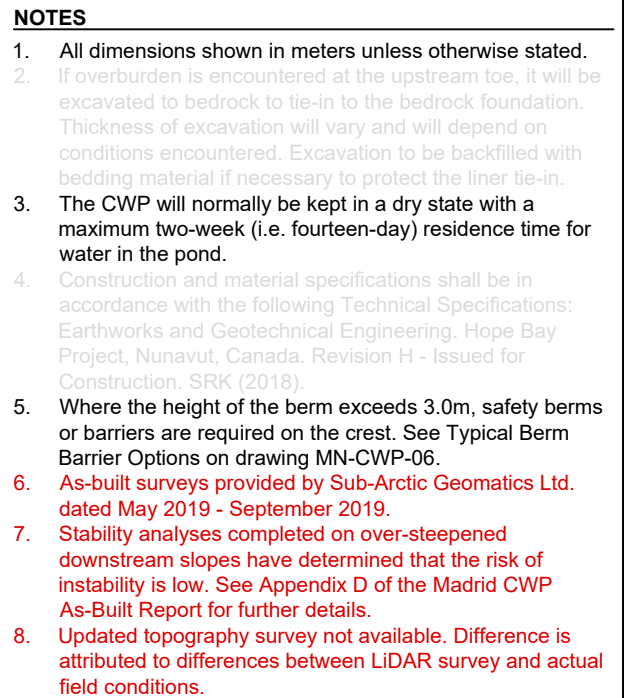 NOTES
1. All dimensions shown in meters unless otherwise stated.
2. If overburden is encountered at the upstream toe, it will be
excavated to bedrock to tie-in to the bedrock foundation.
Thickness of excavation will vary and will depend on
conditions encountered. Excavation to be backfilled with
bedding material if necessary to protect the liner tie-in.
3. The CWP will normally be kept in a dry state with a
maximum two-week (i.e. fourteen-day) residence time for
water in the pond.
4. Construction and material specifications shall be in
accordance with the following Technical Specifications:
Earthworks and Geotechnical Engineering. Hope Bay
Project, Nunavut, Canada. Revision H - Issued for
Construction. SRK (2018).
5. Where the height of the berm exceeds 3.0m, safety berms
or barriers are required on the crest. See Typical Berm
Barrier Options on drawing MN-CWP-06.
6. As-built surveys provided by Sub-Arctic Geomatics Ltd.
dated May 2019 - September 2019.
7. Stability analyses completed on over-steepened
downstream slopes have determined that the risk of
instability is low. See Appendix D of the Madrid CWP
As-Built Report for further details.
8. Updated topography survey not available. Difference is
attributed to differences between LiDAR survey and actual
field conditions.